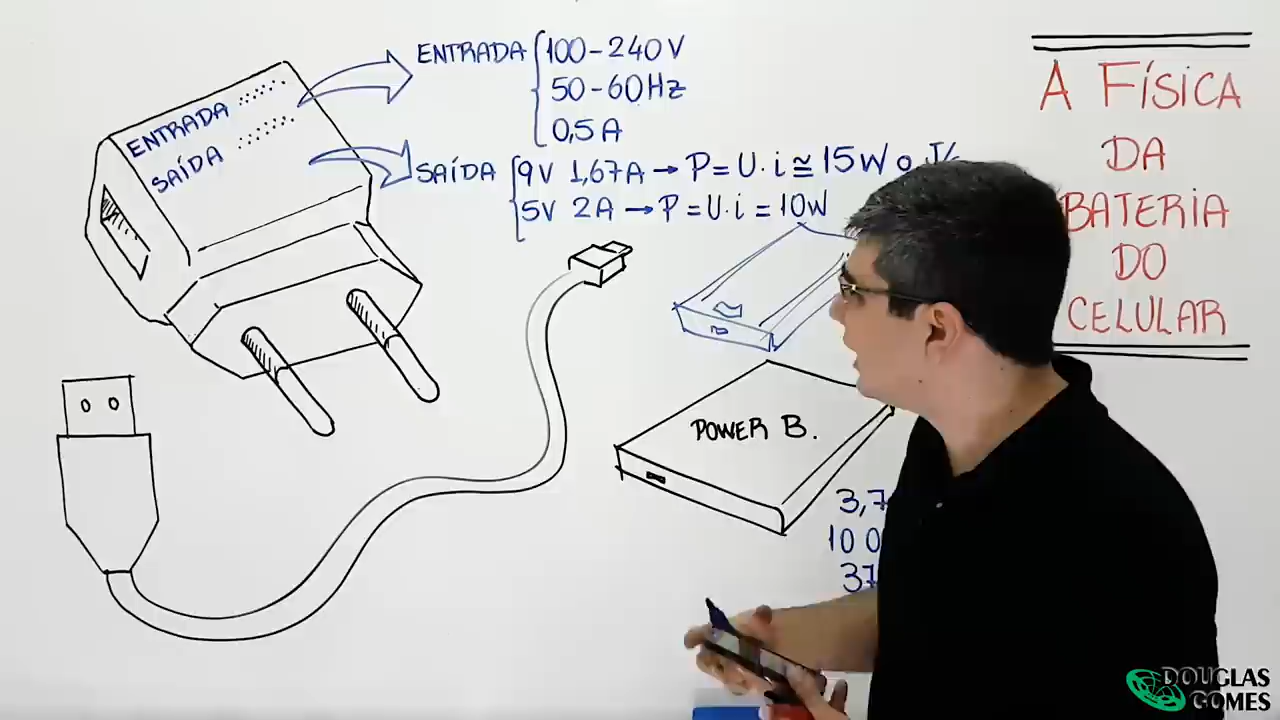 ENTRADA
SAÍDA
ENTRADA
100-240V
50-60Hz
0,5A
SAÍDA
9V 1,67A → P=U.i ≅ 15W
5V 2A → P=U.i = 10W
POWER B.
A FÍSICA
DA
BATERIA
DO
CELULAR
DOUGLAS
GOMES